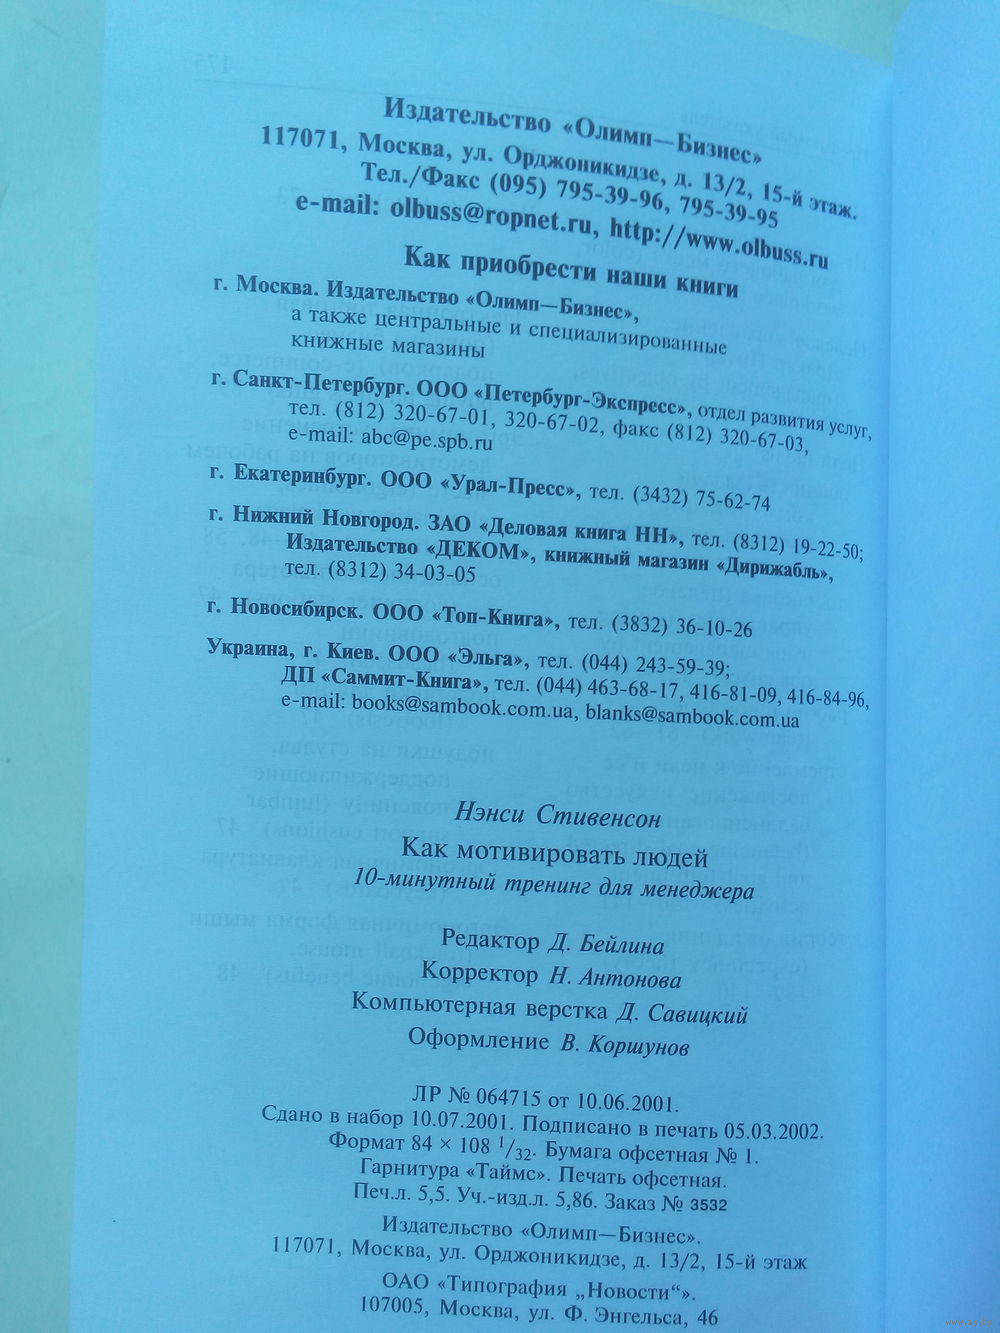 Издательство «Олимп—Бизнес»
117071, Москва, ул. Орджоникидзе, д. 13/2, 15-й этаж.
Тел./Факс (095) 795-39-96, 795-39-95
e-mail: olbuss@ropnet.ru, http://www.olbuss.ru
Как приобрести наши книги
г. Москва. Издательство «Олимп—Бизнес»,
а также центральные и специализированные
книжные магазины
г. Санкт-Петербург. ООО «Петербург-Экспресс», отдел развития услуг,
тел. (812) 320-67-01, 320-67-02, факс (812) 320-67-03,
e-mail: abc@pe.spb.ru
г. Екатеринбург. ООО «Урал-Пресс», тел. (3432) 75-62-74
г. Нижний Новгород. ЗАО «Деловая книга НН», тел. (8312) 19-22-50;
Издательство «ДЕКОМ», книжный магазин «Дирижабль»,
тел. (8312) 34-03-05
г. Новосибирск. ООО «Топ-Книга», тел. (3832) 36-10-26
Украина, г. Киев. ООО «Эльга», тел. (044) 243-59-39;
ДП «Саммит-Книга», тел. (044) 463-68-17, 416-81-09, 416-84-96,
e-mail: books@sambook.com.ua, blanks@sambook.com.ua
Нэнси Стивенсон
Как мотивировать людей
10-минутный тренинг для менеджера
Редактор Д. Бейлина
Корректор Н. Антонова
Компьютерная верстка Д. Савицкий
Оформление В. Коршунов
ЛР № 064715 от 10.06.2001.
Сдано в набор 10.07.2001. Подписано в печать 05.03.2002.
Формат 84 × 108 1/32. Бумага офсетная № 1.
Гарнитура «Таймс». Печать офсетная.
Печ.л. 5,5. Уч.-изд.л. 5,86. Заказ № 3532
Издательство «Олимп—Бизнес».
117071, Москва, ул. Орджоникидзе, д. 13/2, 15-й этаж
ОАО «Типография „Новости“».
107005, Москва, ул. Ф. Энгельса, 46